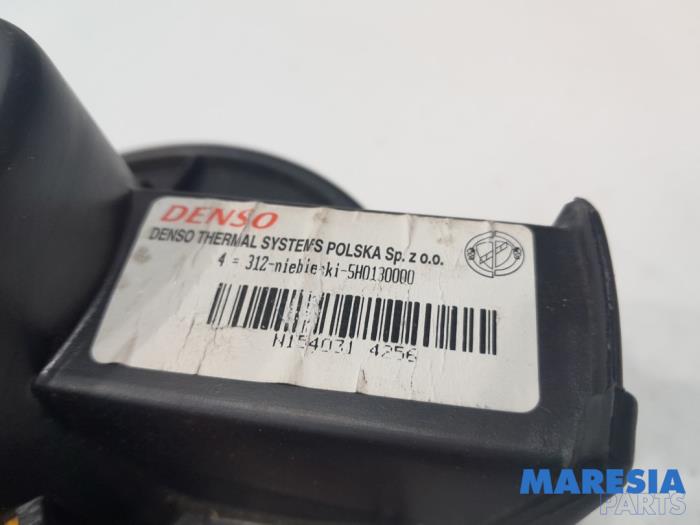 DENSO
DENSO THERMAL SYSTEMS POLSKA Sp. z o.o.
4 = 312-niebieski-5H0130000
N154031 4256
MARESIA
PARTS